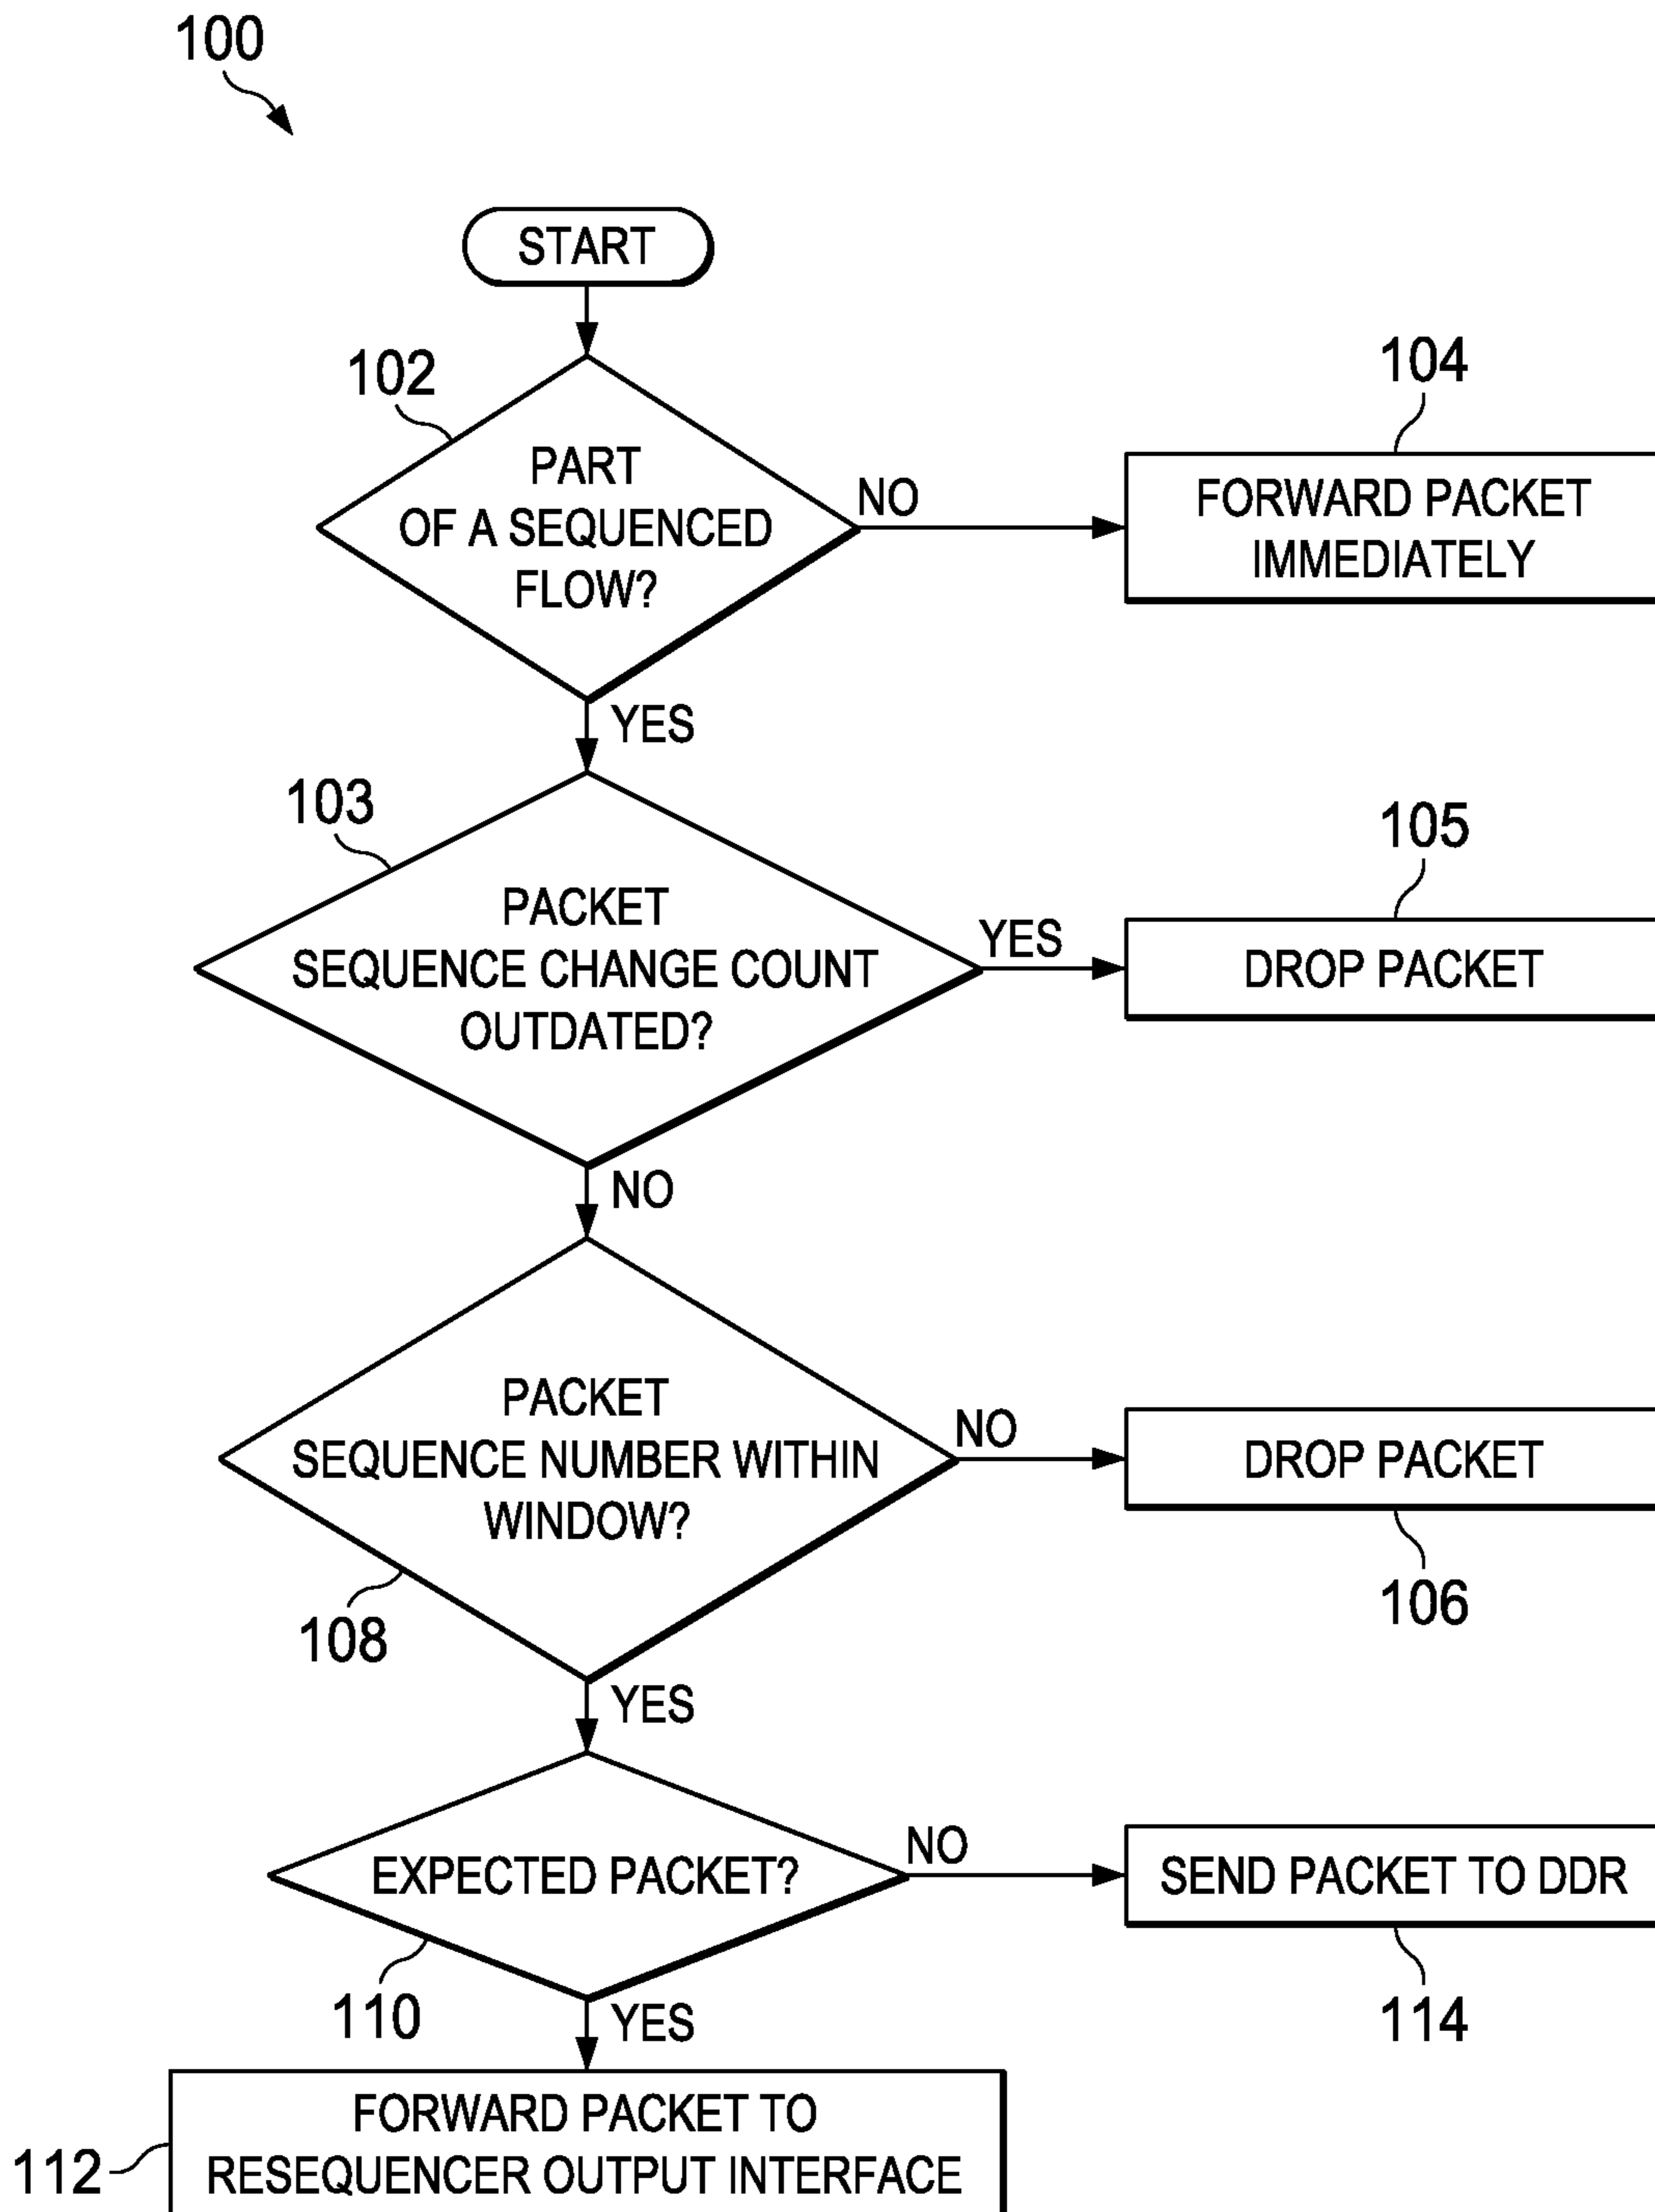 100
START
102
PART
OF A SEQUENCED
FLOW?
NO
104
FORWARD PACKET
IMMEDIATELY
YES
103
PACKET
SEQUENCE CHANGE COUNT
OUTDATED?
YES
105
DROP PACKET
NO
PACKET
SEQUENCE NUMBER WITHIN
WINDOW?
108
NO
DROP PACKET
106
YES
EXPECTED PACKET?
110
NO
SEND PACKET TO DDR
114
YES
FORWARD PACKET TO
RESEQUENCER OUTPUT INTERFACE
112